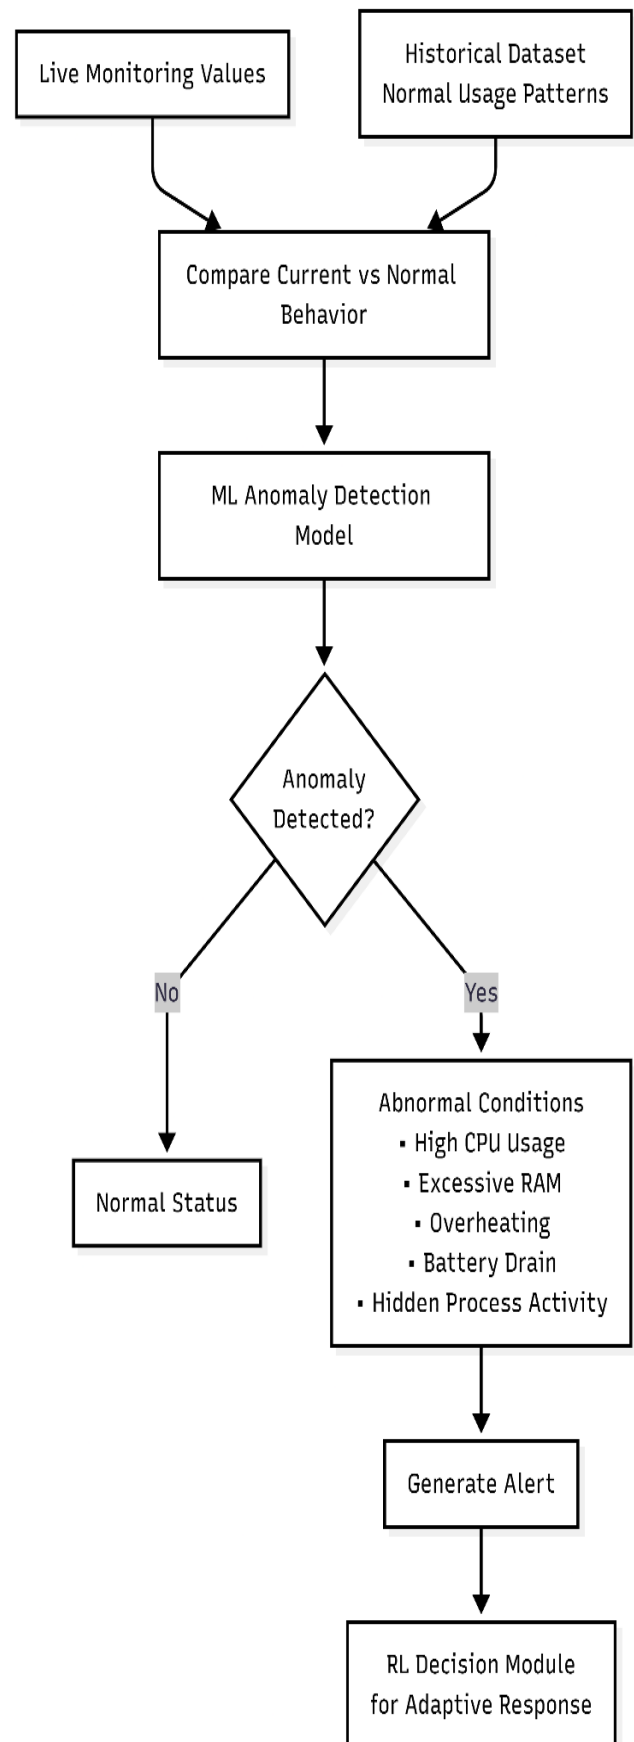 Live Monitoring Values
Historical Dataset
Normal Usage Patterns
Compare Current vs Normal
Behavior
ML Anomaly Detection
Model
Anomaly
Detected?
No
Yes
Abnormal Conditions
▪ High CPU Usage
▪ Excessive RAM
▪ Overheating
▪ Battery Drain
▪ Hidden Process Activity
Normal Status
Generate Alert
RL Decision Module
for Adaptive Response